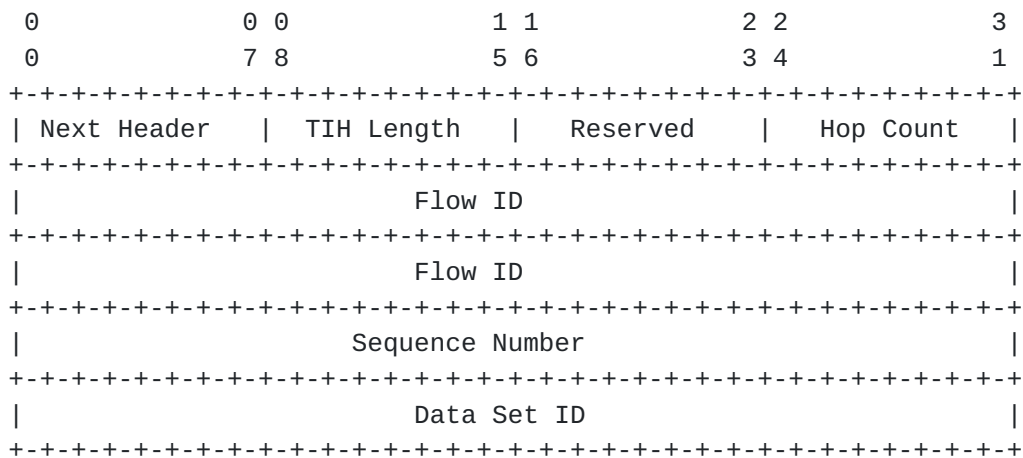 0 0 0 1 1 2 2 3
0 7 8 5 6 3 4 1
+-+-+-+-+-+-+-+-+-+-+-+-+-+-+-+-+-+-+-+-+-+-+-+-+-+-+-+-+-+-+-+-+
| Next Header | TIH Length | Reserved | Hop Count |
+-+-+-+-+-+-+-+-+-+-+-+-+-+-+-+-+-+-+-+-+-+-+-+-+-+-+-+-+-+-+-+-+
| Flow ID |
+-+-+-+-+-+-+-+-+-+-+-+-+-+-+-+-+-+-+-+-+-+-+-+-+-+-+-+-+-+-+-+-+
| Flow ID |
+-+-+-+-+-+-+-+-+-+-+-+-+-+-+-+-+-+-+-+-+-+-+-+-+-+-+-+-+-+-+-+-+
| Sequence Number |
+-+-+-+-+-+-+-+-+-+-+-+-+-+-+-+-+-+-+-+-+-+-+-+-+-+-+-+-+-+-+-+-+
| Data Set ID |
+-+-+-+-+-+-+-+-+-+-+-+-+-+-+-+-+-+-+-+-+-+-+-+-+-+-+-+-+-+-+-+-+